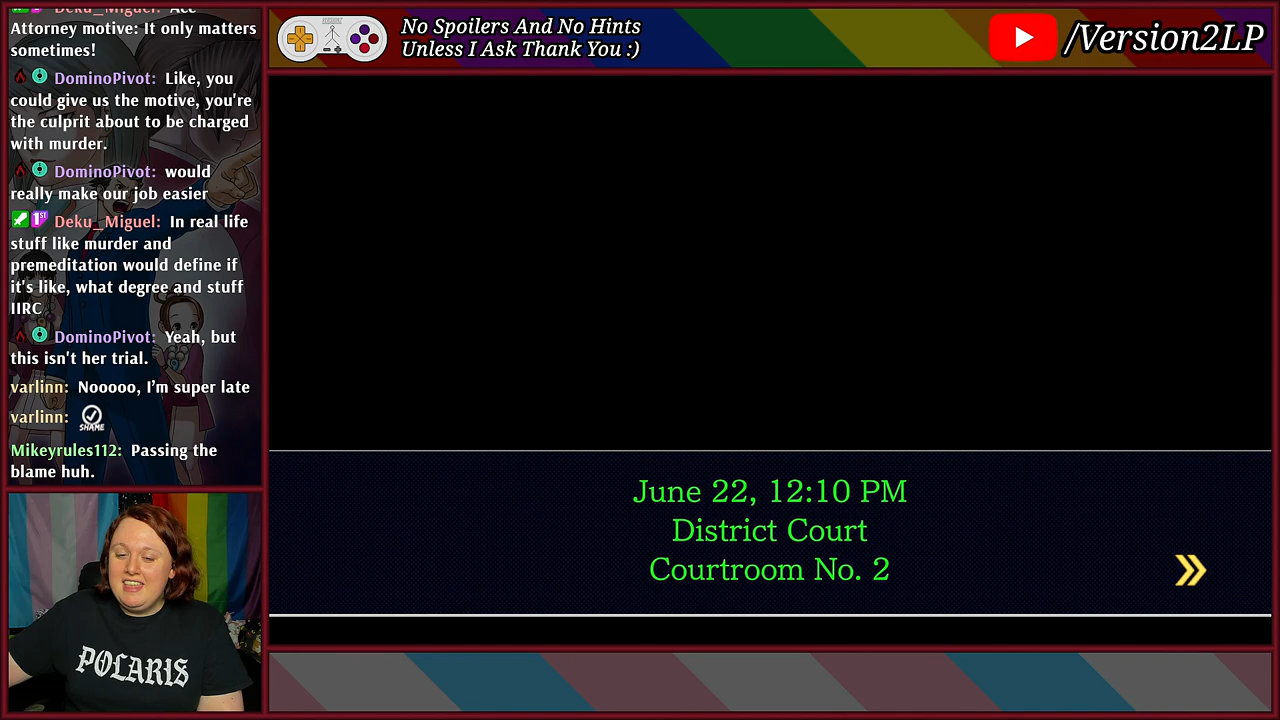 Deku_Miguel: Ace
Attorney motive: It only matters
sometimes!
DominoPivot: Like, you
could give us the motive, you're
the culprit about to be charged
with murder.
DominoPivot: would
really make our job easier
1ST Deku_Miguel: In real life
stuff like murder and
premeditation would define if
it's like, what degree and stuff
IIRC
DominoPivot: Yeah, but
this isn't her trial.
varlinn: Nooooo, I'm super late
varlinn: SHAME
Mikeyrules112: Passing the
blame huh.
POLARIS
No Spoilers And No Hints
Unless I Ask Thank You :)
/Version2LP
June 22, 12:10 PM
District Court
Courtroom No. 2